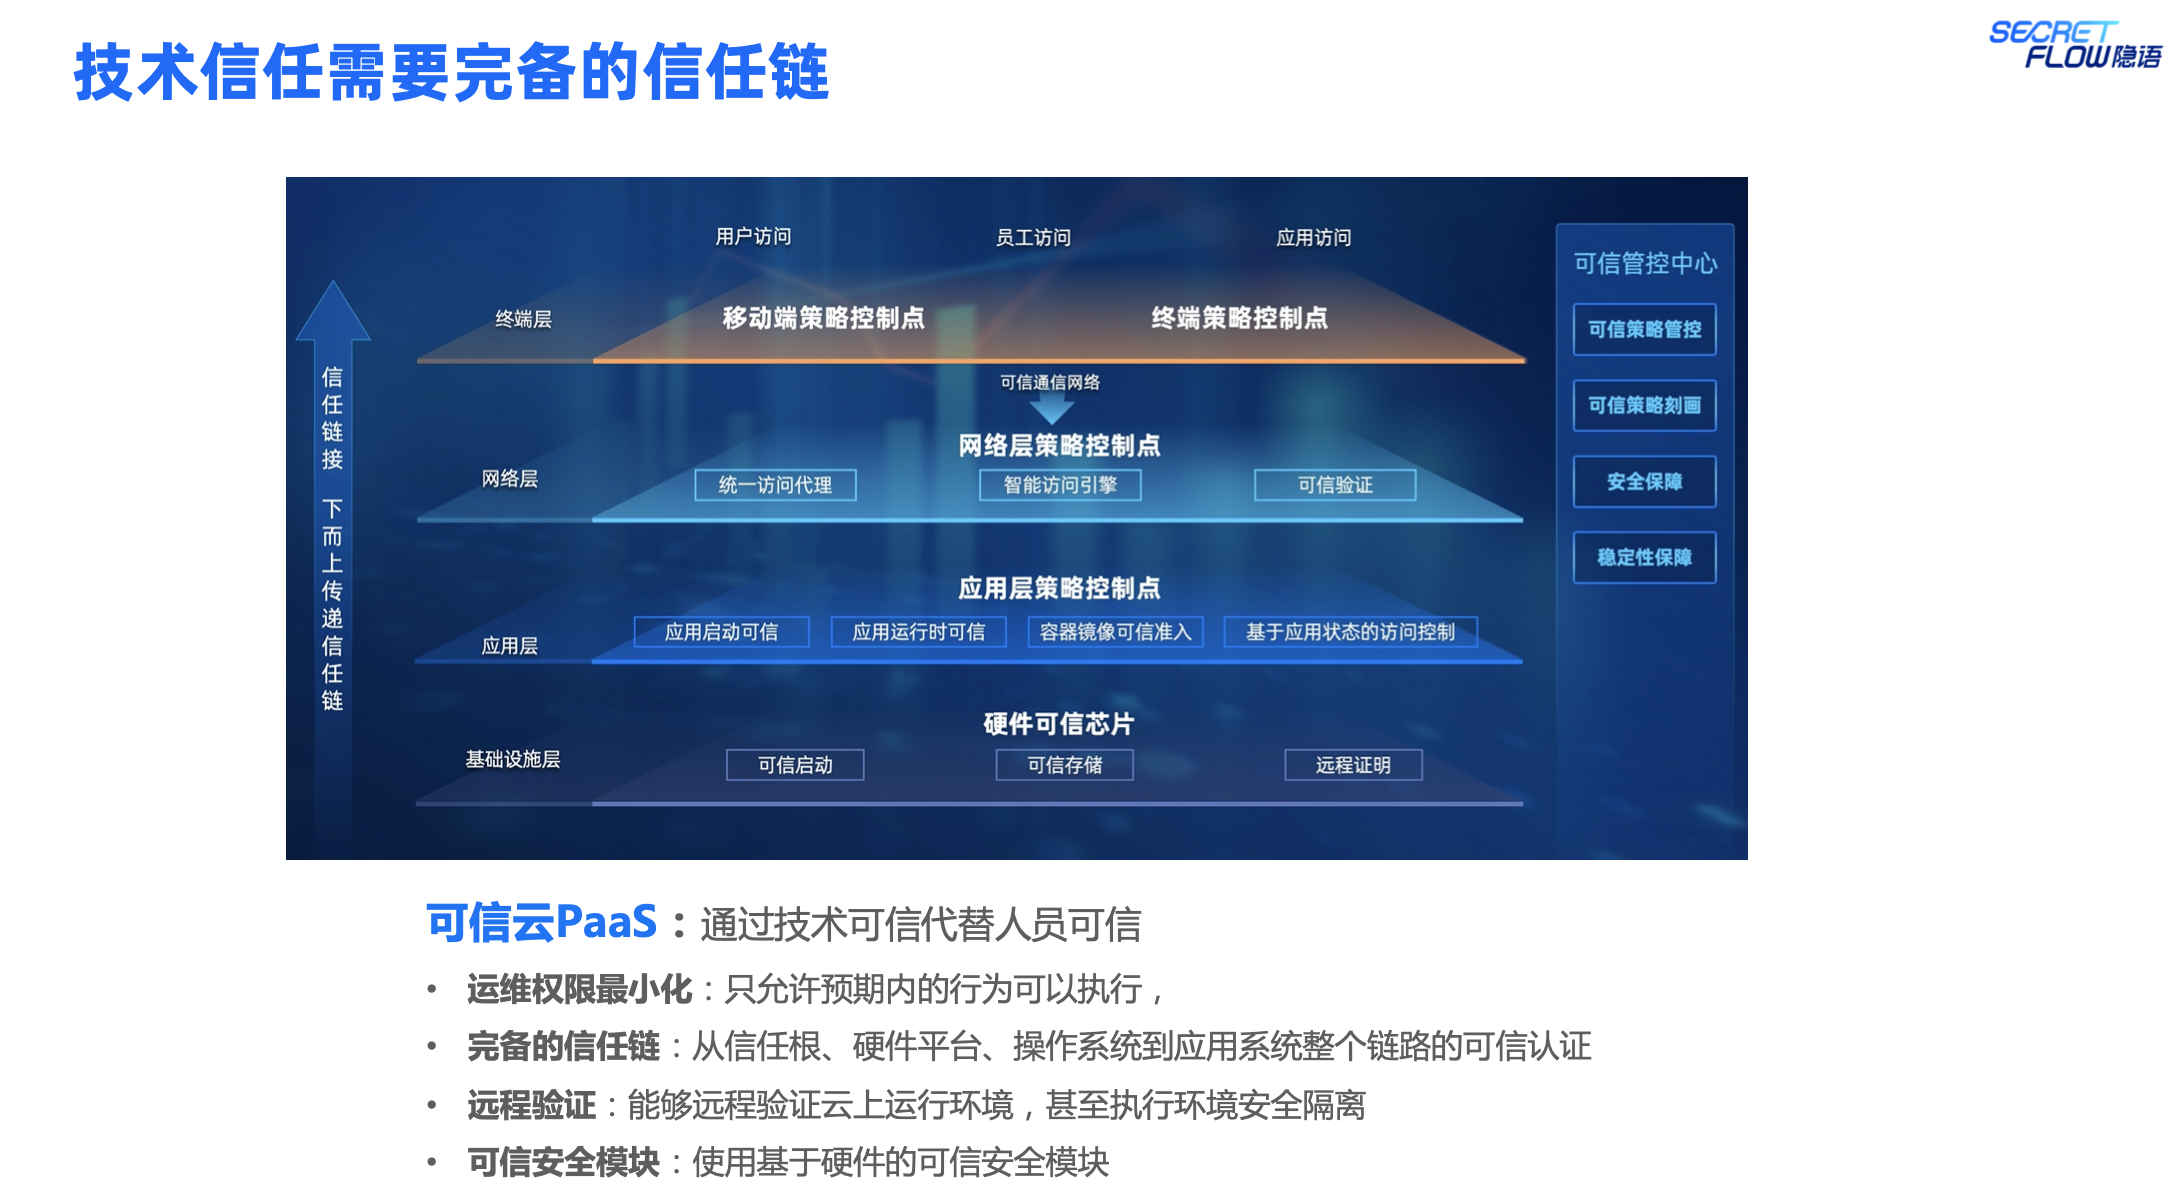 技术信任需要完备的信任链
SECRET
FLOW隐语
用户访问
员工访问
应用访问
终端层
移动端策略控制点
终端策略控制点
可信通信网络
网络层
网络层策略控制点
统一访问代理
智能访问引擎
可信验证
应用层策略控制点
应用层
应用启动可信
应用运行时可信
容器镜像可信准入
基于应用状态的访问控制
硬件可信芯片
基础设施层
可信启动
可信存储
远程证明
信任链接 下而上传递信任链
可信管控中心
可信策略管控
可信策略刻画
安全保障
稳定性保障
可信云PaaS：通过技术可信代替人员可信
• 运维权限最小化：只允许预期内的行为可以执行，
• 完备的信任链：从信任根、硬件平台、操作系统到应用系统整个链路的可信认证
• 远程验证：能够远程验证云上运行环境，甚至执行环境安全隔离
• 可信安全模块：使用基于硬件的可信安全模块